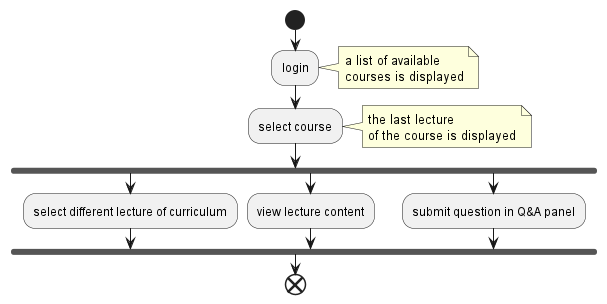 login
a list of available
courses is displayed
select course
the last lecture
of the course is displayed
select different lecture of curriculum
view lecture content
submit question in Q&A panel